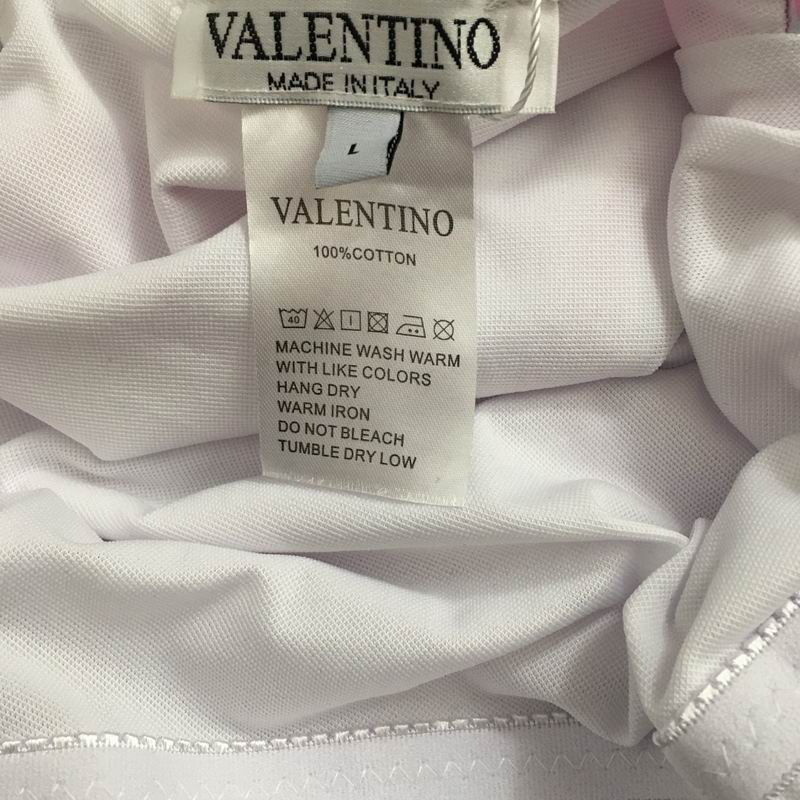 VALENTINO
MADE IN ITALY
L
VALENTINO
100%COTTON
40
MACHINE WASH WARM
WITH LIKE COLORS
HANG DRY
WARM IRON
DO NOT BLEACH
TUMBLE DRY LOW